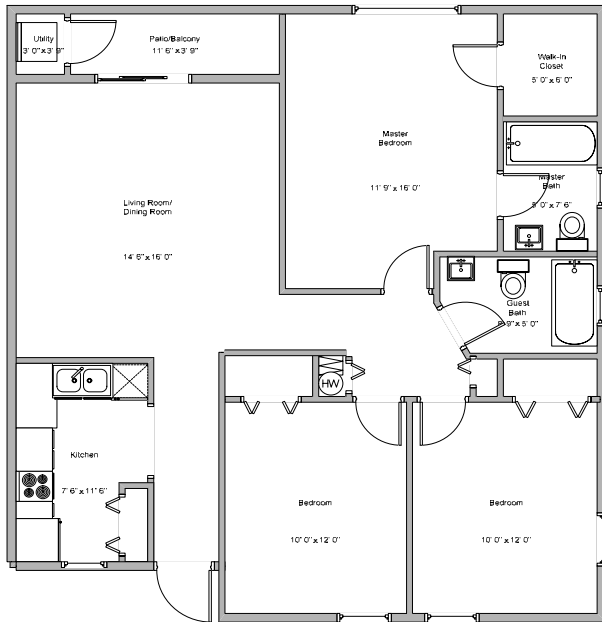 Utility
3' 0" x 3' 9"
Patio/Balcony
11' 6" x 3' 9"
Walk-In
Closet
5' 0" x 6' 0"
Master
Bedroom
11' 9" x 16' 0"
Master
Bath
5' 0" x 7' 6"
Living Room/
Dining Room
14' 6" x 16' 0"
Guest
Bath
9" x 5' 0"
HW
Kitchen
7' 6" x 11' 6"
Bedroom
10' 0" x 12' 0"
Bedroom
10' 0" x 12' 0"